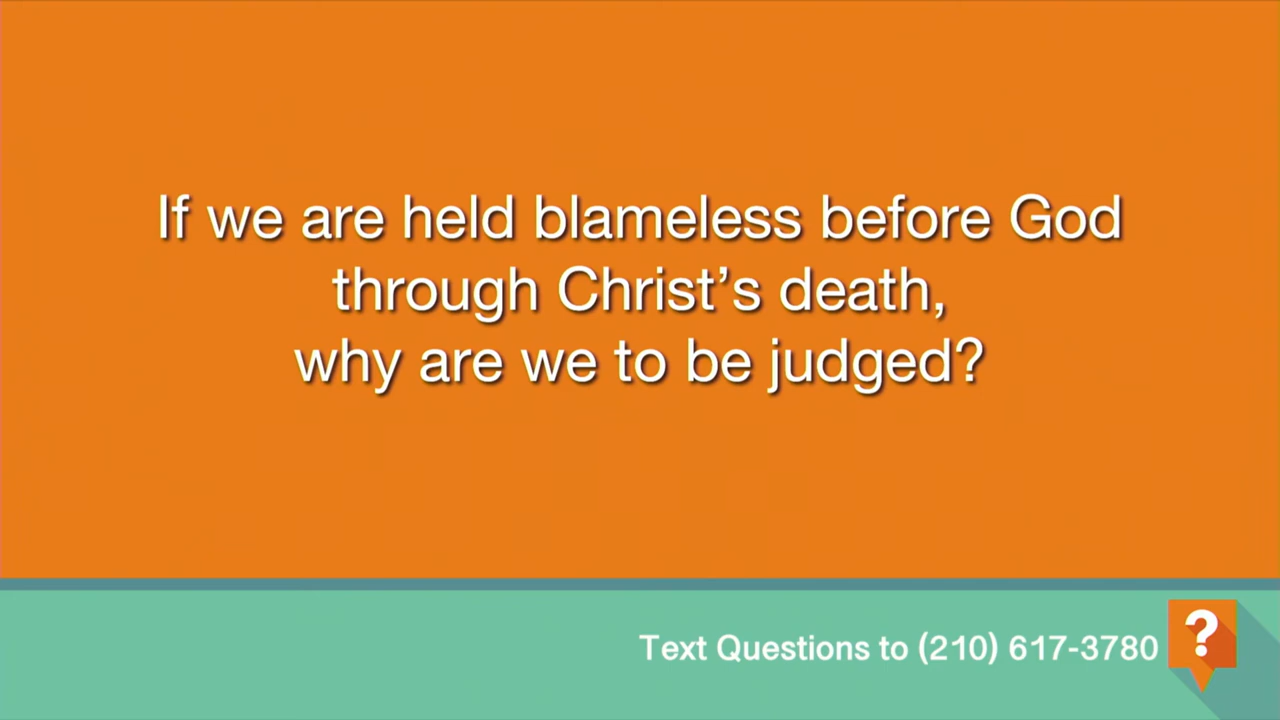 If we are held blameless before God
through Christ’s death,
why are we to be judged?
Text Questions to (210) 617-3780
?